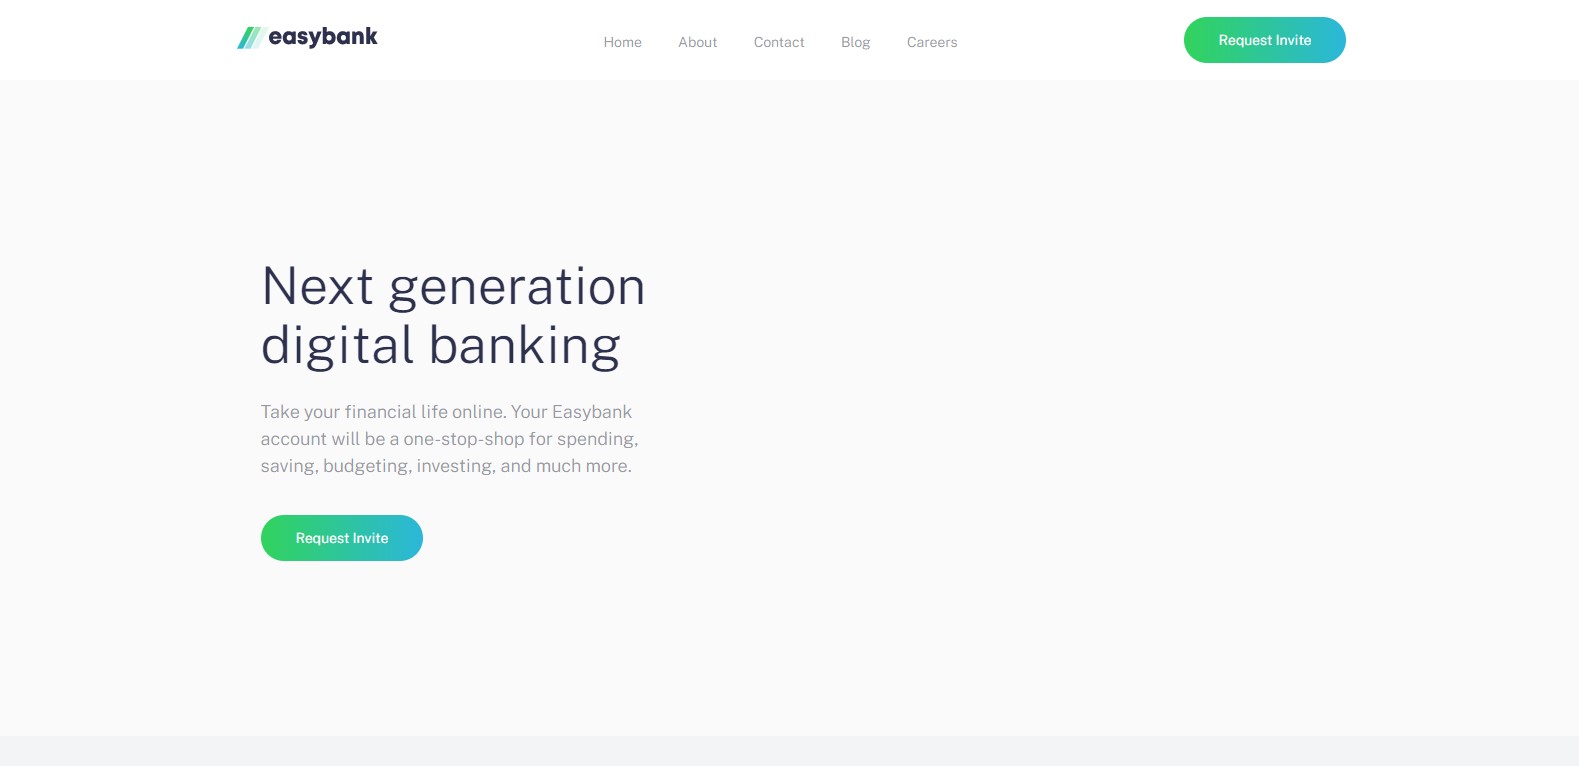 easybank
Home
About
Contact
Blog
Careers
Request Invite
Next generation
digital banking
Take your financial life online. Your Easybank
account will be a one-stop-shop for spending,
saving, budgeting, investing, and much more.
Request Invite